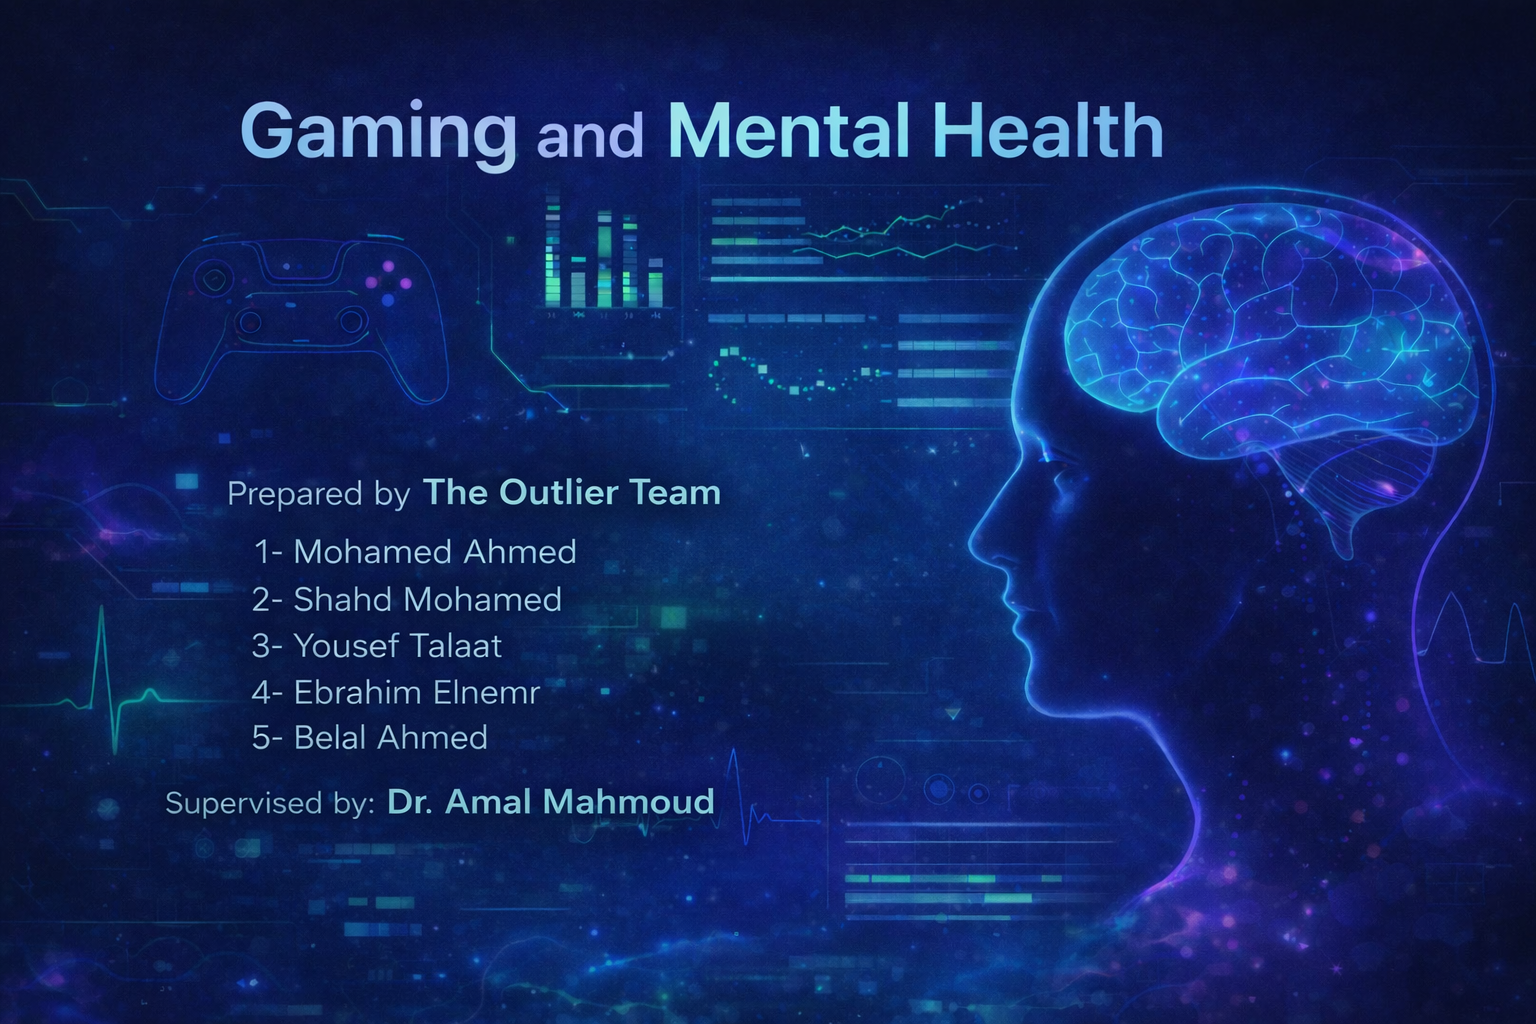 Gaming and Mental Health
Prepared by The Outlier Team
1- Mohamed Ahmed
2- Shahd Mohamed
3- Yousef Talaat
4- Ebrahim Elnemr
5- Belal Ahmed
Supervised by: Dr. Amal Mahmoud